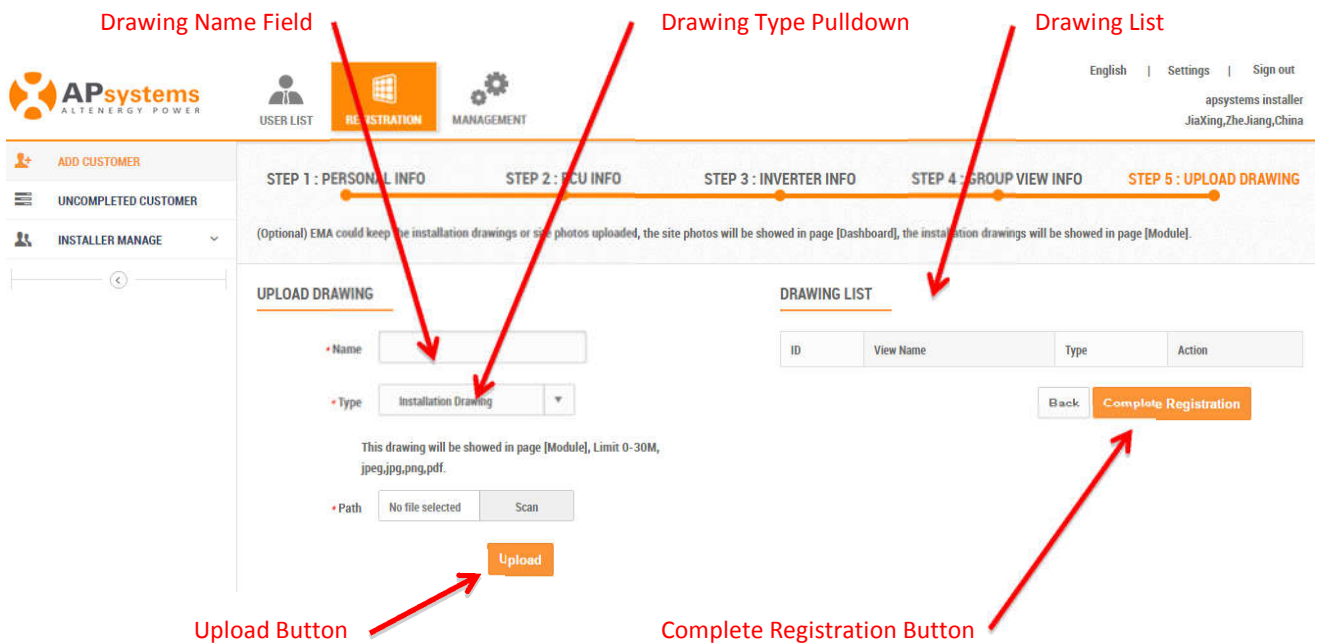 Drawing Name Field
Drawing Type Pulldown
Drawing List
English | Settings | Sign out
APsystems
ALTENERGY POWER
apsystems installer
JiaXing,ZheJiang,China
USER LIST
REGISTRATION
MANAGEMENT
ADD CUSTOMER
UNCOMPLETED CUSTOMER
INSTALLER MANAGE
STEP 1 : PERSONAL INFO
STEP 2 : ECU INFO
STEP 3 : INVERTER INFO
STEP 4 : GROUP VIEW INFO
STEP 5 : UPLOAD DRAWING
(Optional) EMA could keep the installation drawings or site photos uploaded, the site photos will be showed in page [Dashboard], the installation drawings will be showed in page [Module].
UPLOAD DRAWING
• Name
• Type Installation Drawing
This drawing will be showed in page [Module], Limit 0-30M,
jpeg,jpg,png,pdf.
• Path No file selected Scan
Upload
DRAWING LIST
ID View Name Type Action
Back Complete Registration
Upload Button
Complete Registration Button